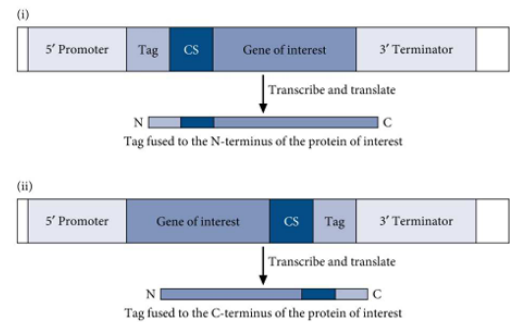 (i)
5′ Promoter Tag CS Gene of interest 3′ Terminator
Transcribe and translate
N C
Tag fused to the N-terminus of the protein of interest
(ii)
5′ Promoter Gene of interest CS Tag 3′ Terminator
Transcribe and translate
N C
Tag fused to the C-terminus of the protein of interest